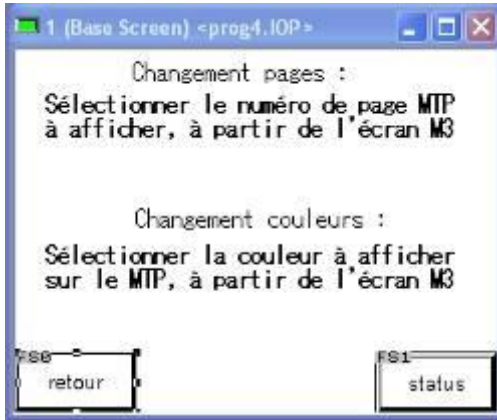 1 (Base Screen) <prog4.IOP>
Changement pages :
Sélectionner le numéro de page MTP
à afficher, à partir de l'écran M3
Changement couleurs :
Sélectionner la couleur à afficher
sur le MTP, à partir de l'écran M3
FS0
retour
FS1
status